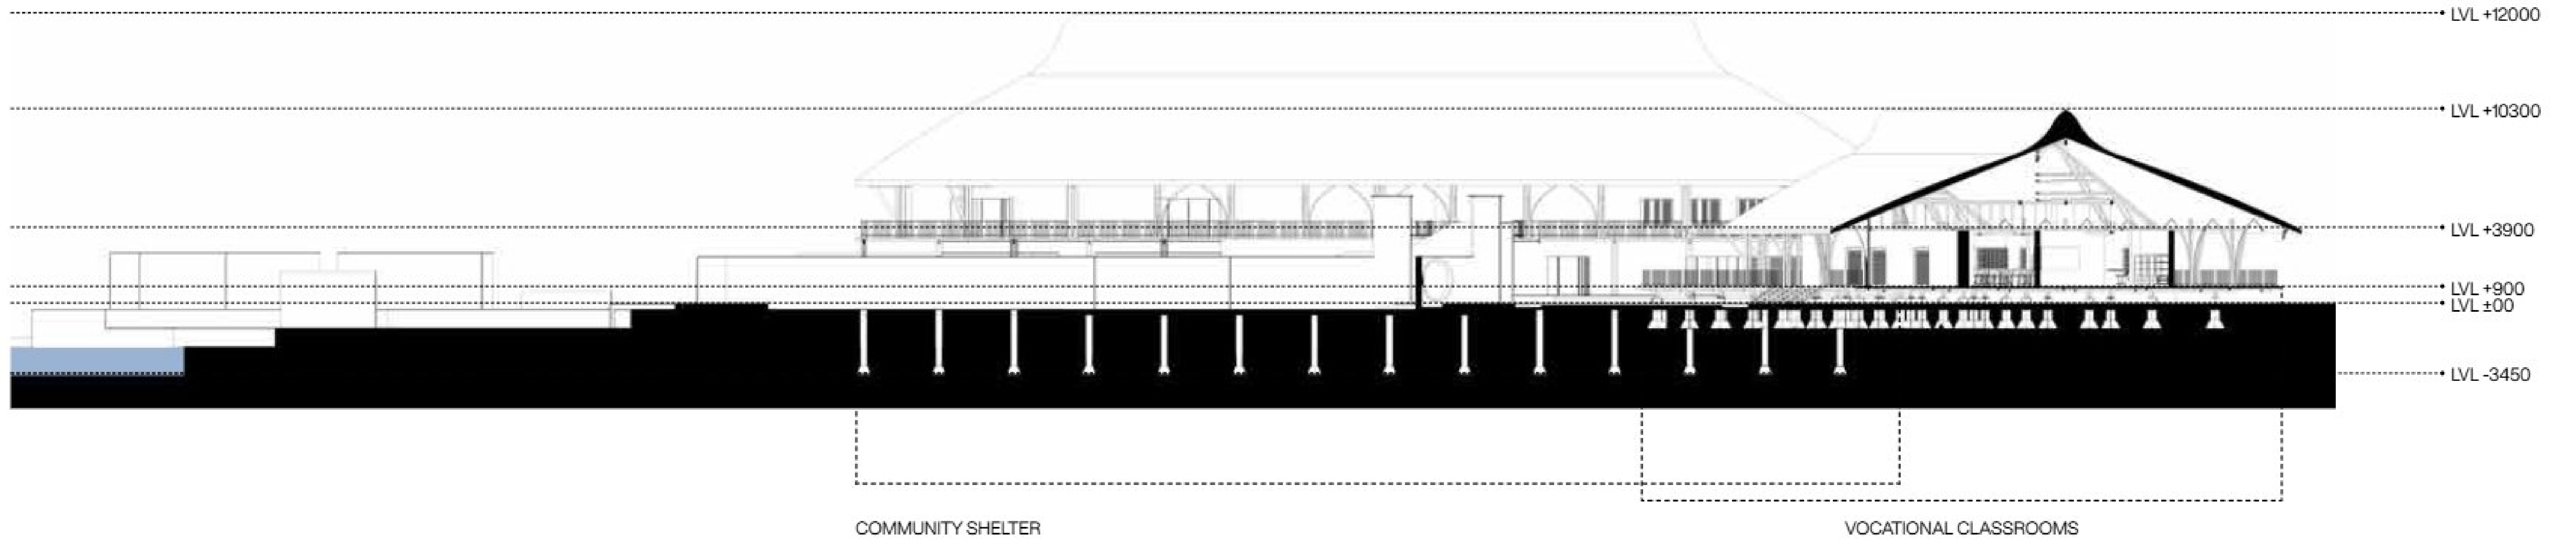 LVL +12000
LVL +10300
LVL +3900
LVL +900
LVL ±00
LVL -3450
COMMUNITY SHELTER
VOCATIONAL CLASSROOMS